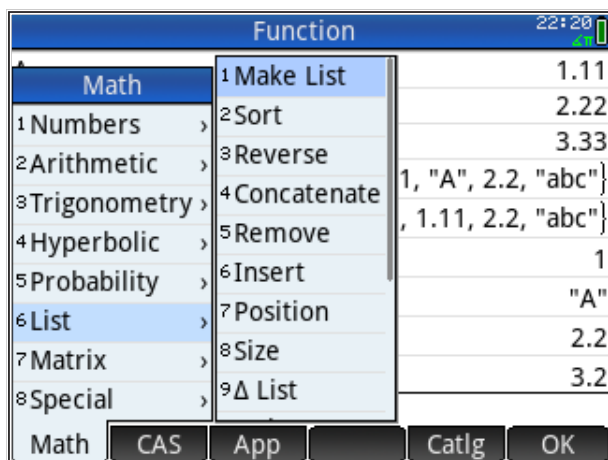 Function
22:20
∡π
Math
1 Numbers ›
2 Arithmetic ›
3 Trigonometry ›
4 Hyperbolic ›
5 Probability ›
6 List ›
7 Matrix ›
8 Special ›
1 Make List
2 Sort
3 Reverse
4 Concatenate
5 Remove
6 Insert
7 Position
8 Size
9 Δ List
1.11
2.22
3.33
1, "A", 2.2, "abc"}
, 1.11, 2.2, "abc"}
1
"A"
2.2
3.2
Math CAS App Catlg OK